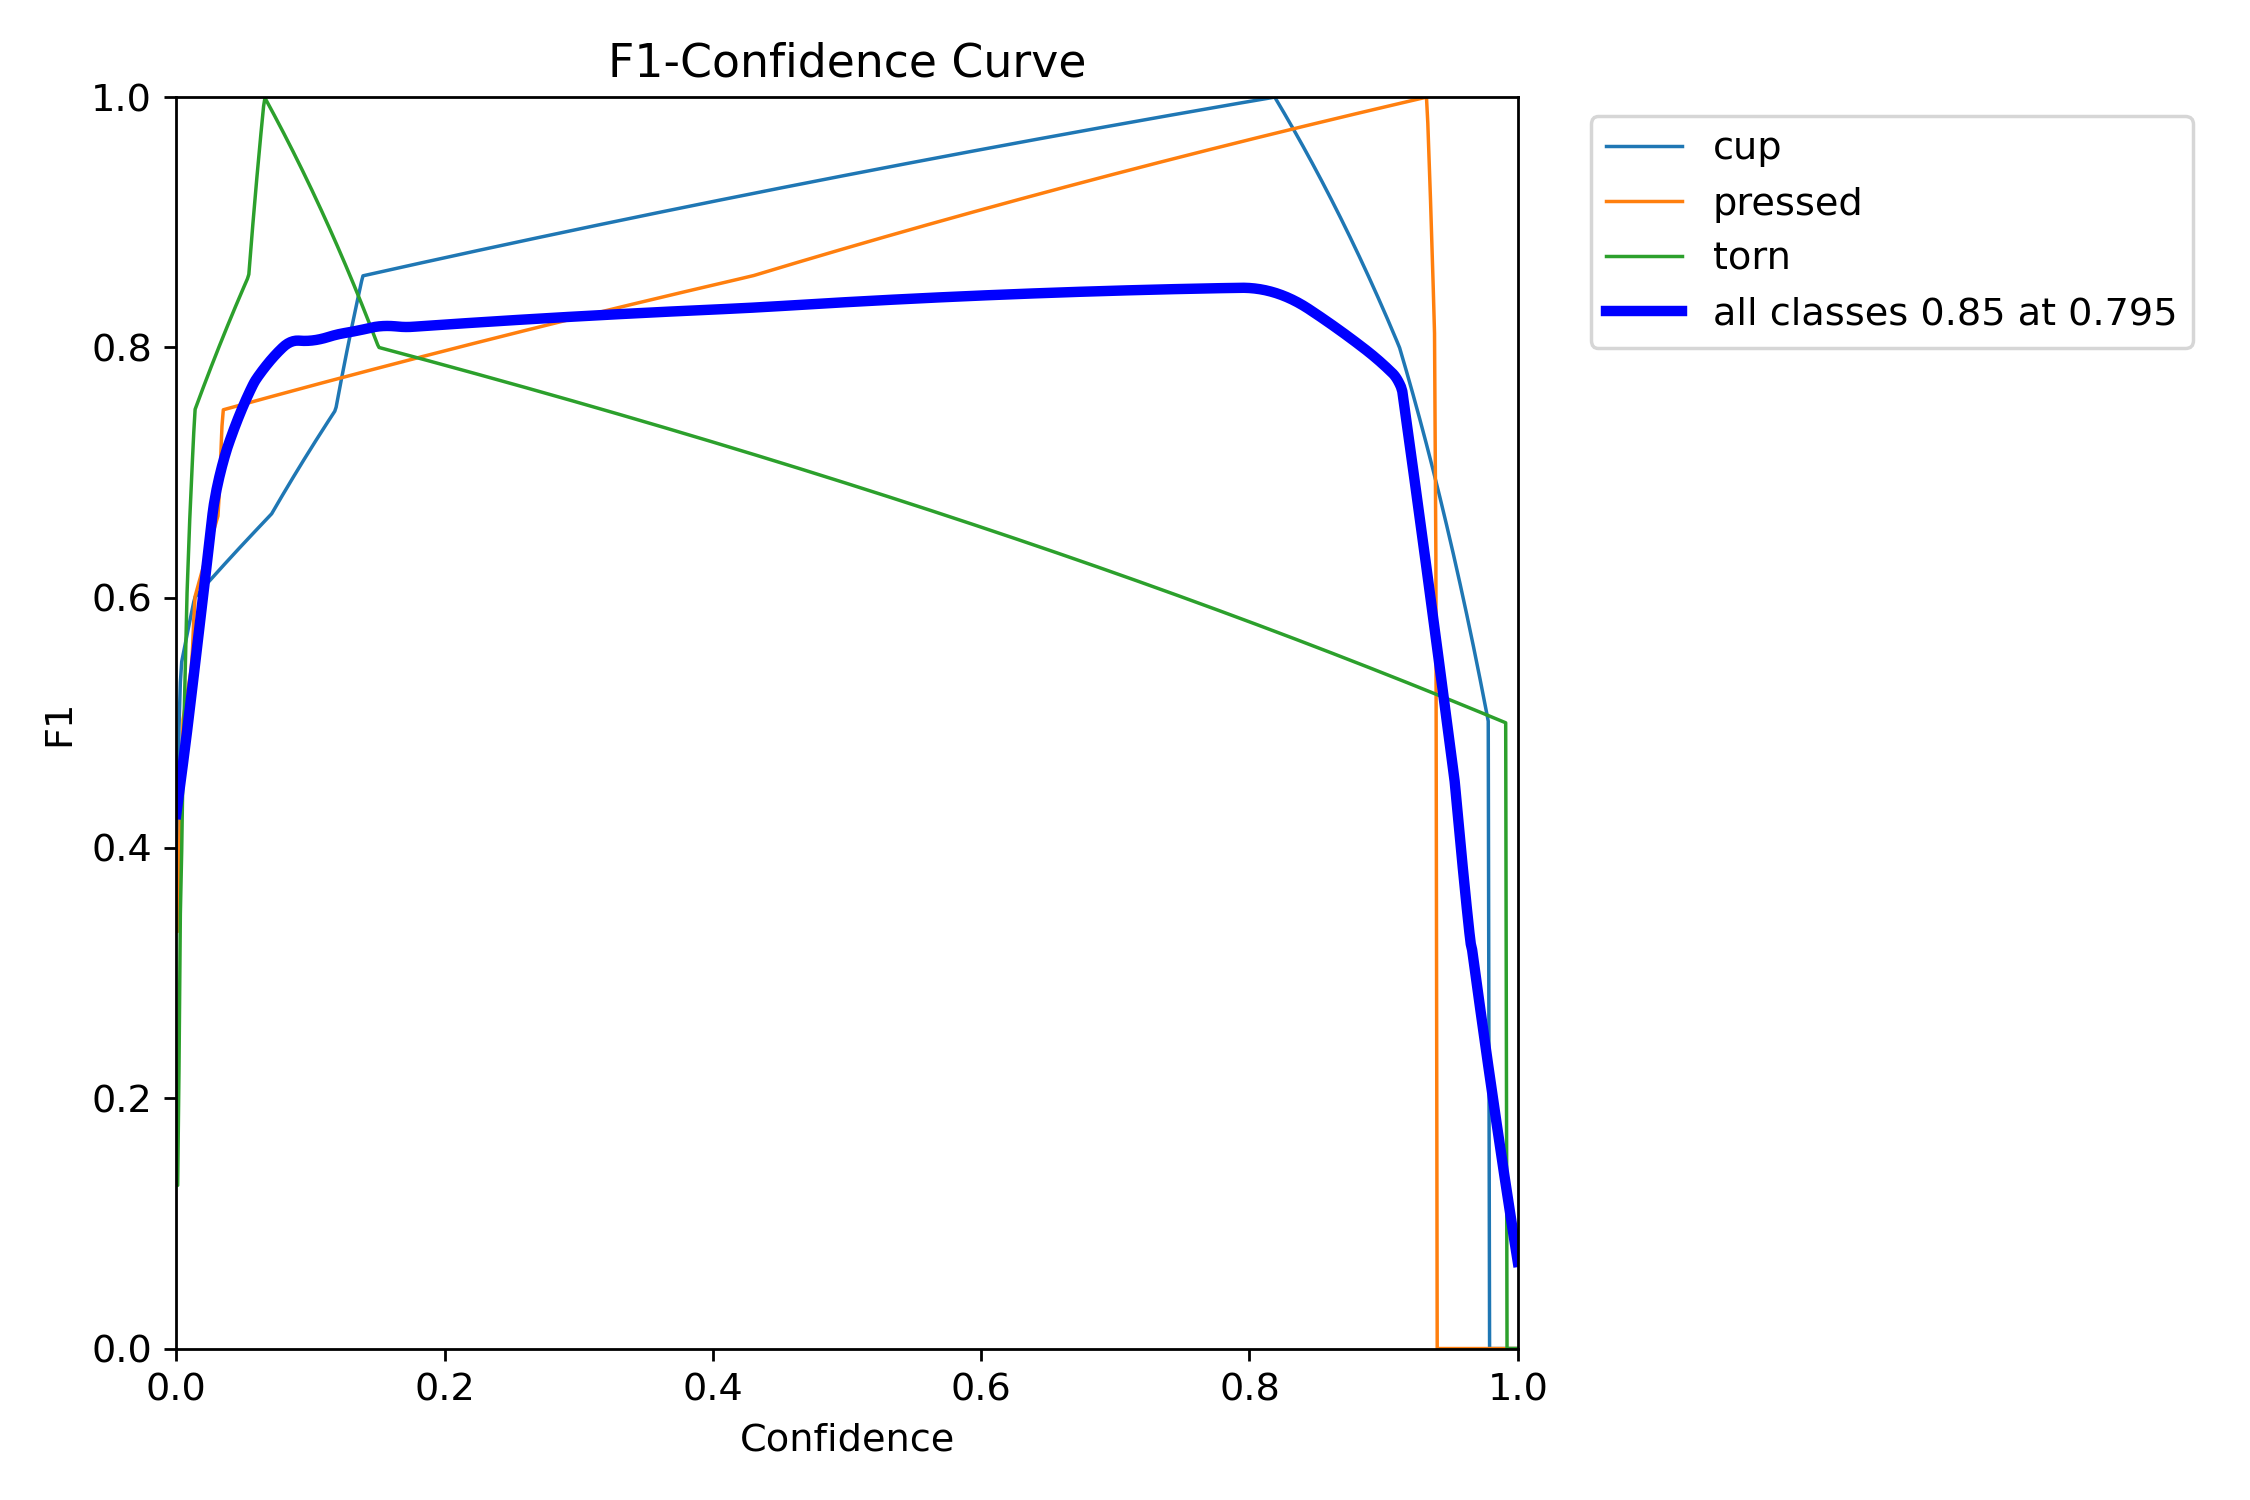 F1-Confidence Curve
1.0
0.8
0.6
0.4
0.2
0.0
F1
0.0 0.2 0.4 0.6 0.8 1.0
Confidence
cup
pressed
torn
all classes 0.85 at 0.795